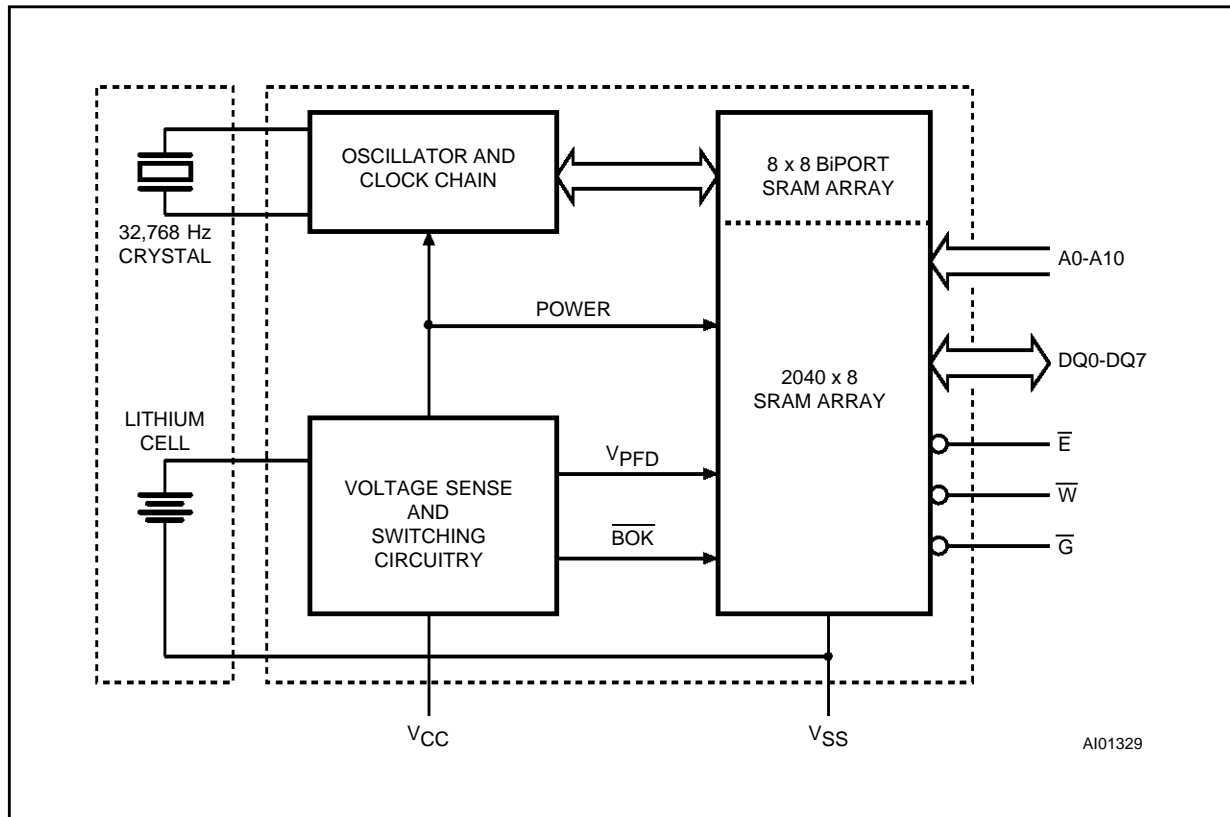 OSCILLATOR AND
CLOCK CHAIN
8 x 8 BiPORT
SRAM ARRAY
32,768 Hz
CRYSTAL
A0-A10
POWER
DQ0-DQ7
2040 x 8
SRAM ARRAY
LITHIUM
CELL
VPFD
E̅
VOLTAGE SENSE
AND
SWITCHING
CIRCUITRY
W̅
B̅O̅K̅
G̅
VCC
VSS
AI01329